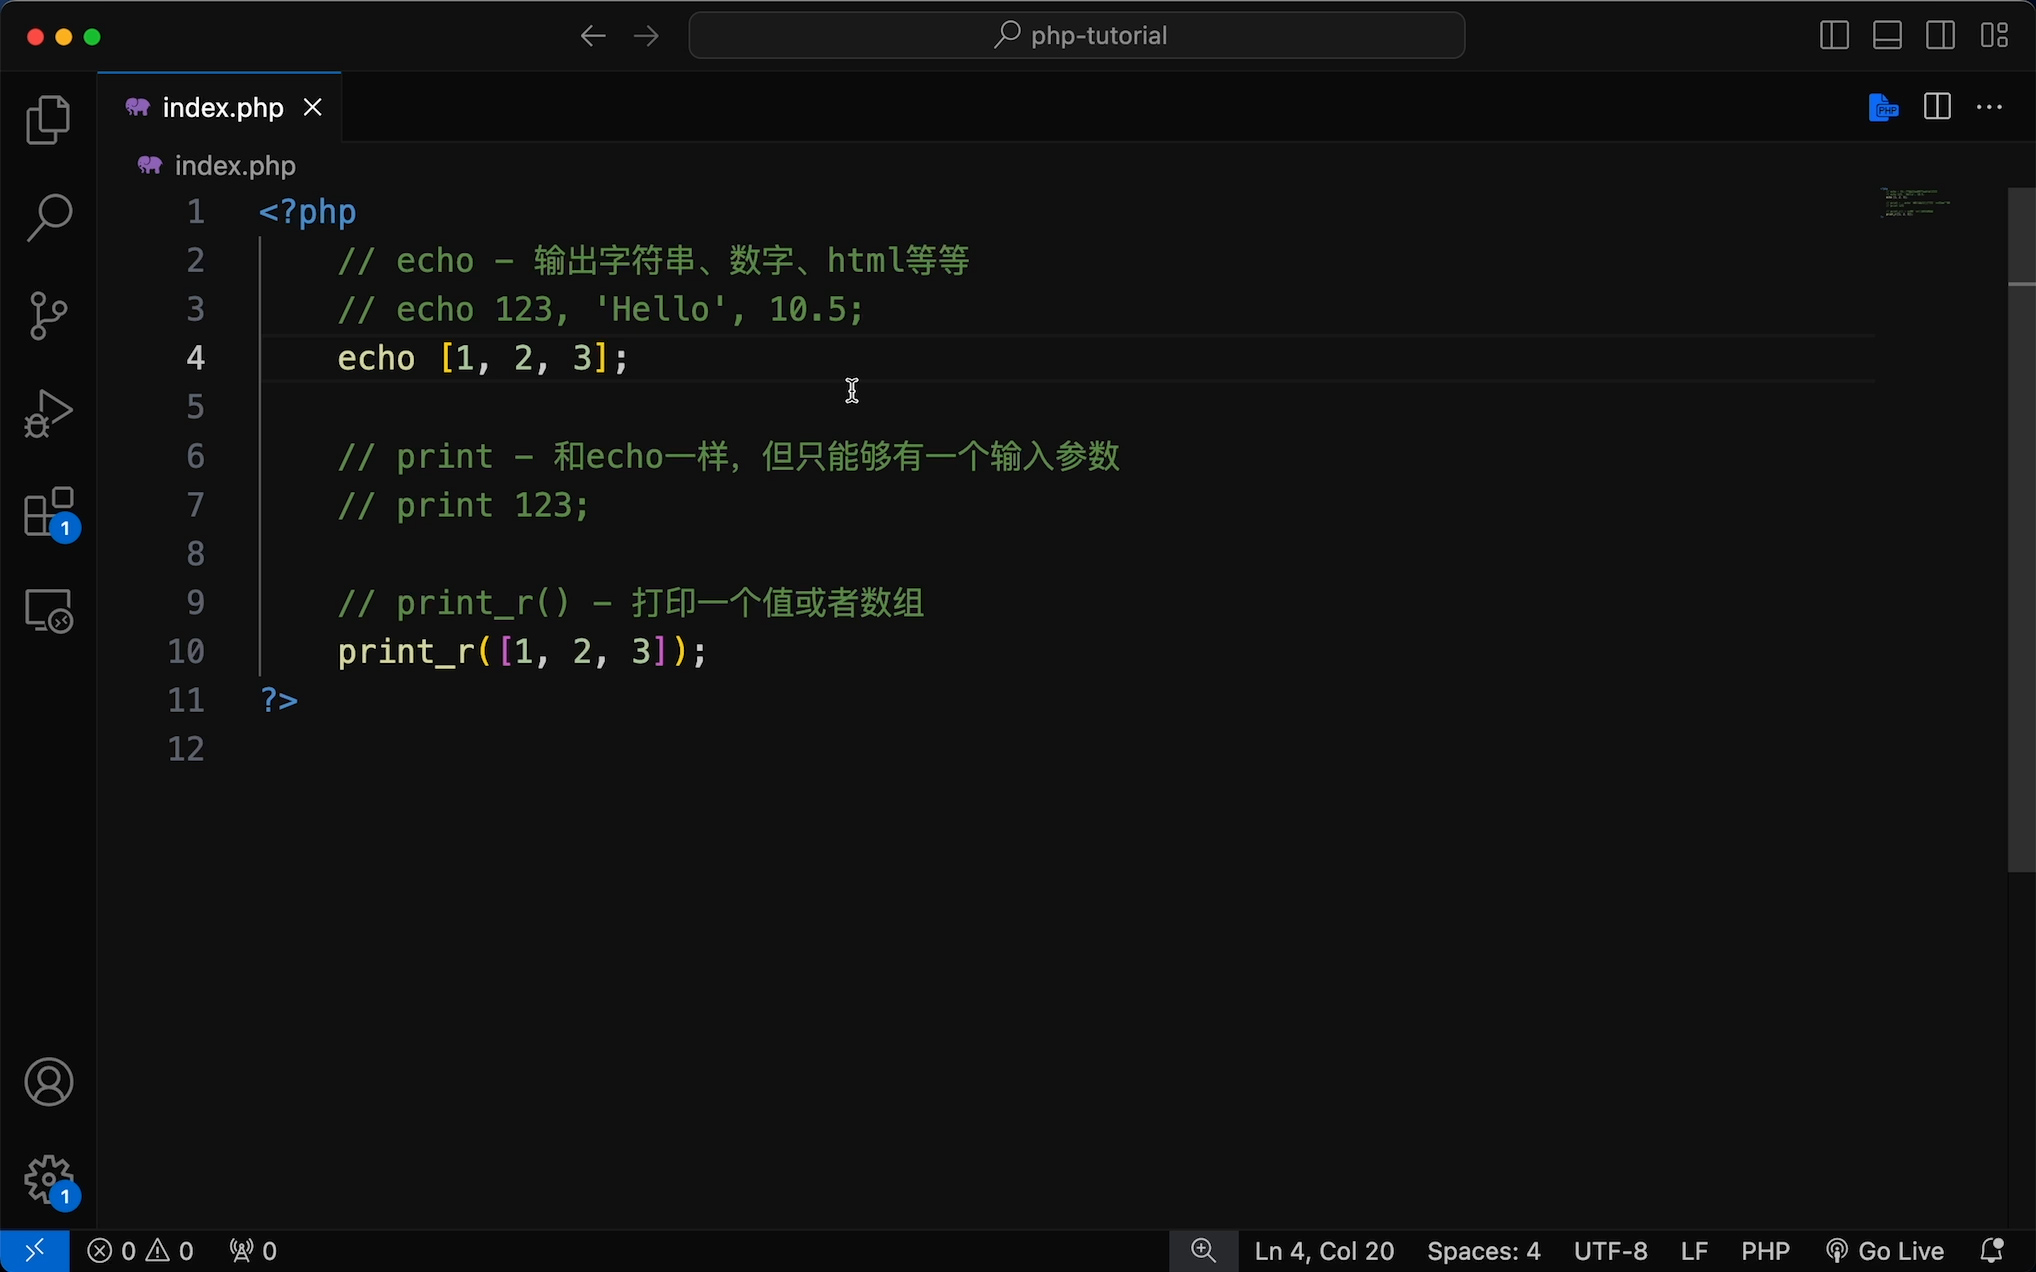 php-tutorial
index.php
index.php
1 <?php
2 // echo – 输出字符串、数字、html等等
3 // echo 123, 'Hello', 10.5;
4 echo [1, 2, 3];
5
6 // print – 和echo一样，但只能够有一个输入参数
7 // print 123;
8
9 // print_r() – 打印一个值或者数组
10 print_r([1, 2, 3]);
11 ?>
12
1
1
0 0 0 Ln 4, Col 20 Spaces: 4 UTF-8 LF PHP Go Live